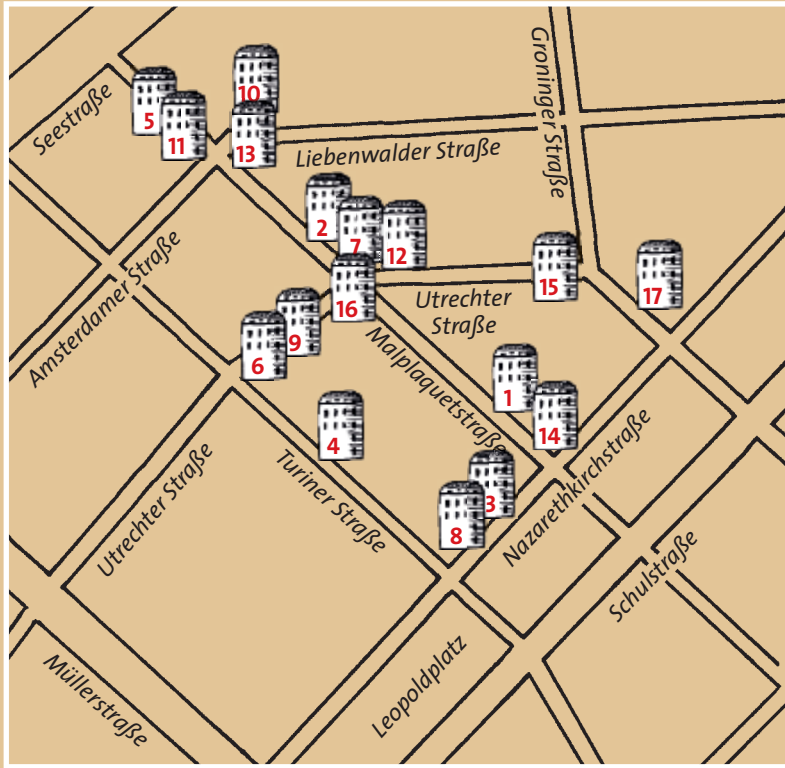 Groninger Straße
Seestraße
10
5
11
13
Liebenwalder Straße
2
7
12
15
17
Amsterdamer Straße
16
Utrechter
Straße
9
6
Malplaquetstraße
1
14
4
3
8
Turiner Straße
Utrechter Straße
Nazarethkirchstraße
Schulstraße
Leopoldplatz
Müllerstraße